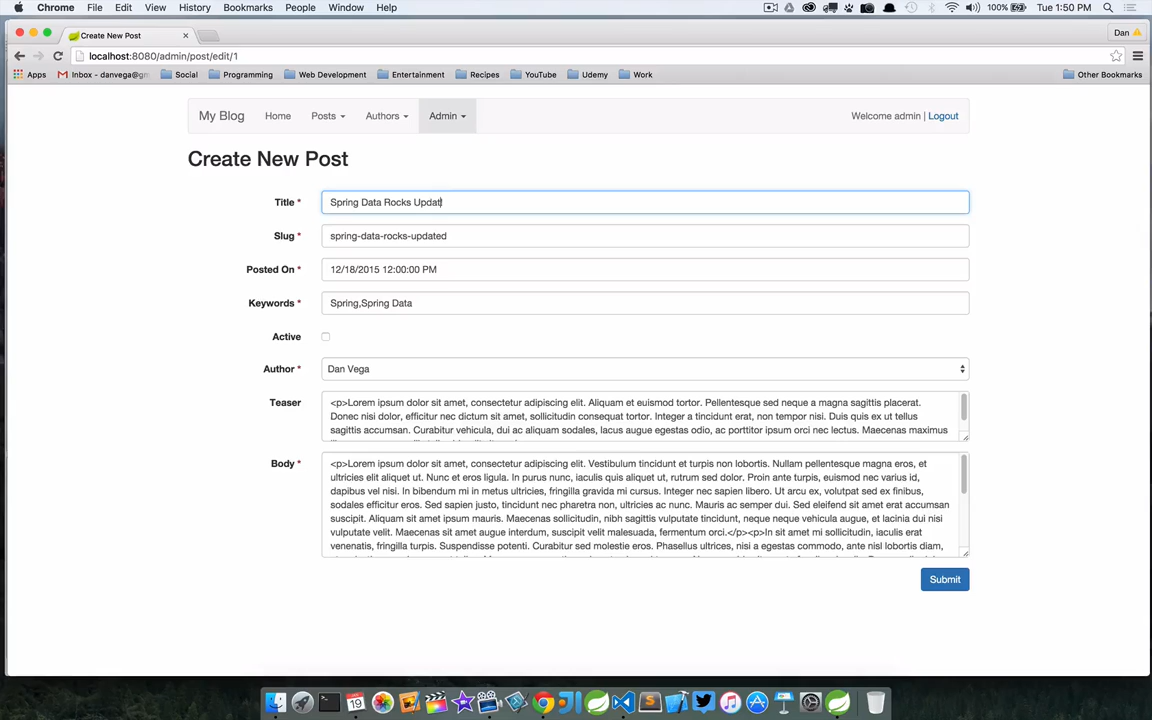 Chrome File Edit View History Bookmarks People Window Help 100% Tue 1:50 PM
Create New Post Dan
localhost:8080/admin/post/edit/1
Apps Inbox - danvega@gm Social Programming Web Development Entertainment Recipes YouTube Udemy Work Other Bookmarks
My Blog Home Posts Authors Admin Welcome admin | Logout
Create New Post
Title * Spring Data Rocks Updat
Slug * spring-data-rocks-updated
Posted On * 12/18/2015 12:00:00 PM
Keywords * Spring,Spring Data
Active
Author * Dan Vega
Teaser <p>Lorem ipsum dolor sit amet, consectetur adipiscing elit. Aliquam et euismod tortor. Pellentesque sed neque a magna sagittis placerat.
Donec nisi dolor, efficitur nec dictum sit amet, sollicitudin consequat tortor. Integer a tincidunt erat, non tempor nisi. Duis quis ex ut tellus
sagittis accumsan. Curabitur vehicula, dui ac aliquam sodales, lacus augue egestas odio, ac porttitor ipsum orci nec lectus. Maecenas maximus
Body * <p>Lorem ipsum dolor sit amet, consectetur adipiscing elit. Vestibulum tincidunt et turpis non lobortis. Nullam pellentesque magna eros, et
ultricies elit aliquet ut. Nunc et eros ligula. In purus nunc, iaculis quis aliquet ut, rutrum sed dolor. Proin ante turpis, euismod nec varius id,
dapibus vel nisi. In bibendum mi in metus ultricies, fringilla gravida mi cursus. Integer nec sapien libero. Ut arcu ex, volutpat sed ex finibus,
sodales efficitur eros. Sed sapien justo, tincidunt nec pharetra non, ultricies ac nunc. Mauris ac semper dui. Sed eleifend sit amet erat accumsan
suscipit. Aliquam sit amet ipsum mauris. Maecenas sollicitudin, nibh sagittis vulputate tincidunt, neque neque vehicula augue, et lacinia dui nisi
vulputate velit. Maecenas sit amet augue interdum, suscipit velit malesuada, fermentum orci.</p><p>In sit amet mi sollicitudin, iaculis erat
venenatis, fringilla turpis. Suspendisse potenti. Curabitur sed molestie eros. Phasellus ultrices, nisi a egestas commodo, ante nisl lobortis diam,
Submit
19